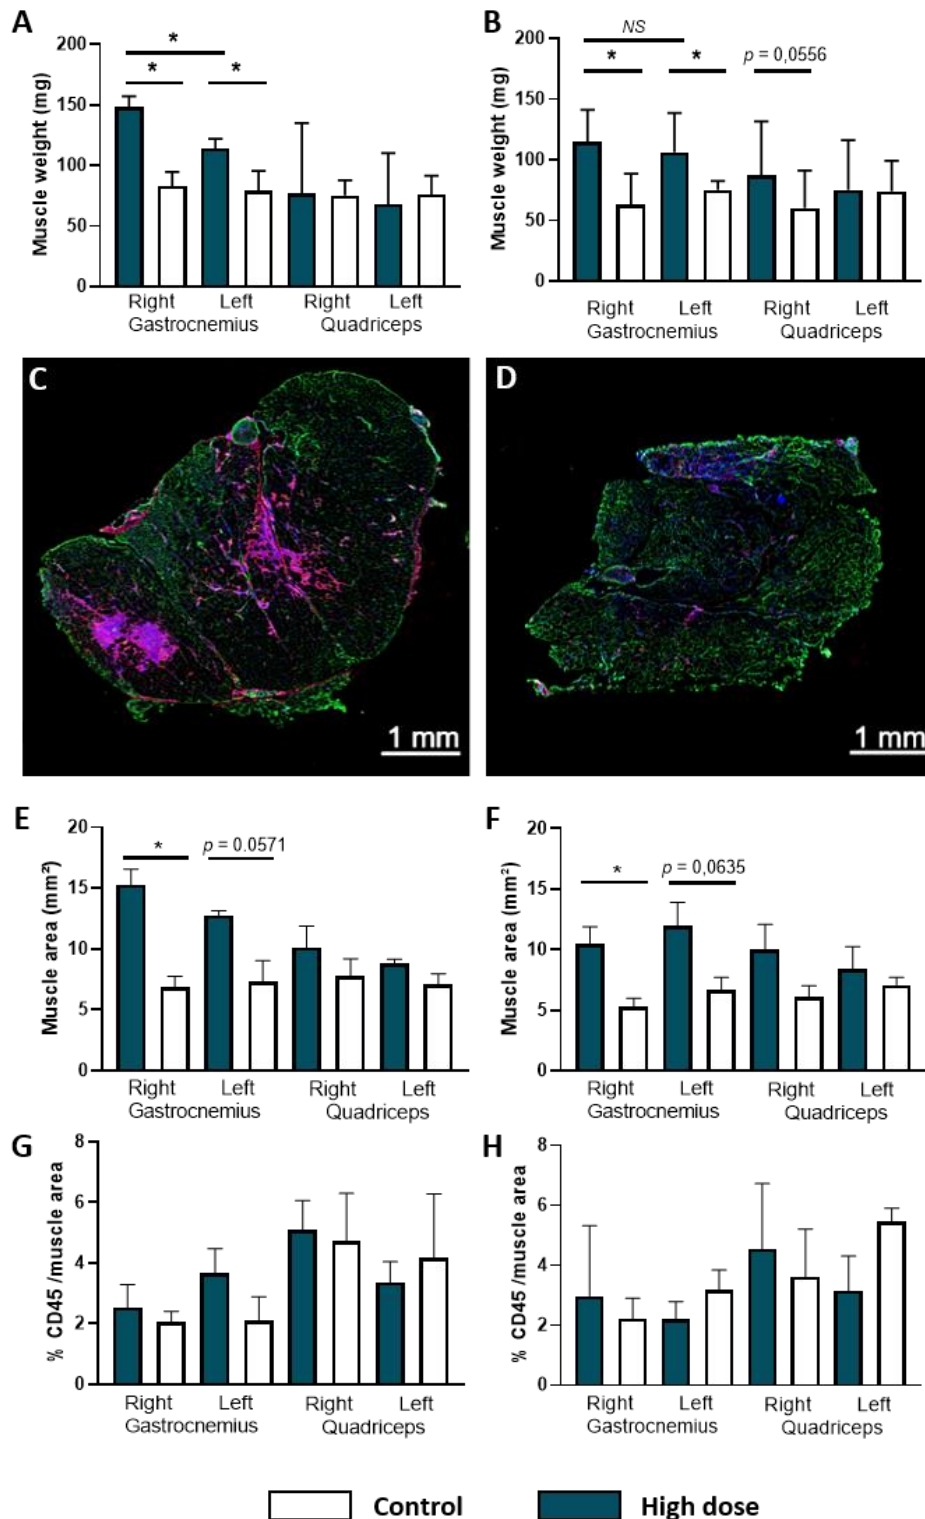 A
Muscle weight (mg)
200
150
100
50
0
*
*
*
Right Left Right Left
Gastrocnemius Quadriceps
B
Muscle weight (mg)
200
150
100
50
0
NS
*
*
p = 0,0556
Right Left Right Left
Gastrocnemius Quadriceps
C
1 mm
D
1 mm
E
Muscle area (mm²)
20
15
10
5
0
*
p = 0.0571
Right Left Right Left
Gastrocnemius Quadriceps
F
Muscle area (mm²)
20
15
10
5
0
*
p = 0,0635
Right Left Right Left
Gastrocnemius Quadriceps
G
% CD45 /muscle area
8
6
4
2
0
Right Left Right Left
Gastrocnemius Quadriceps
H
% CD45 /muscle area
8
6
4
2
0
Right Left Right Left
Gastrocnemius Quadriceps
Control High dose